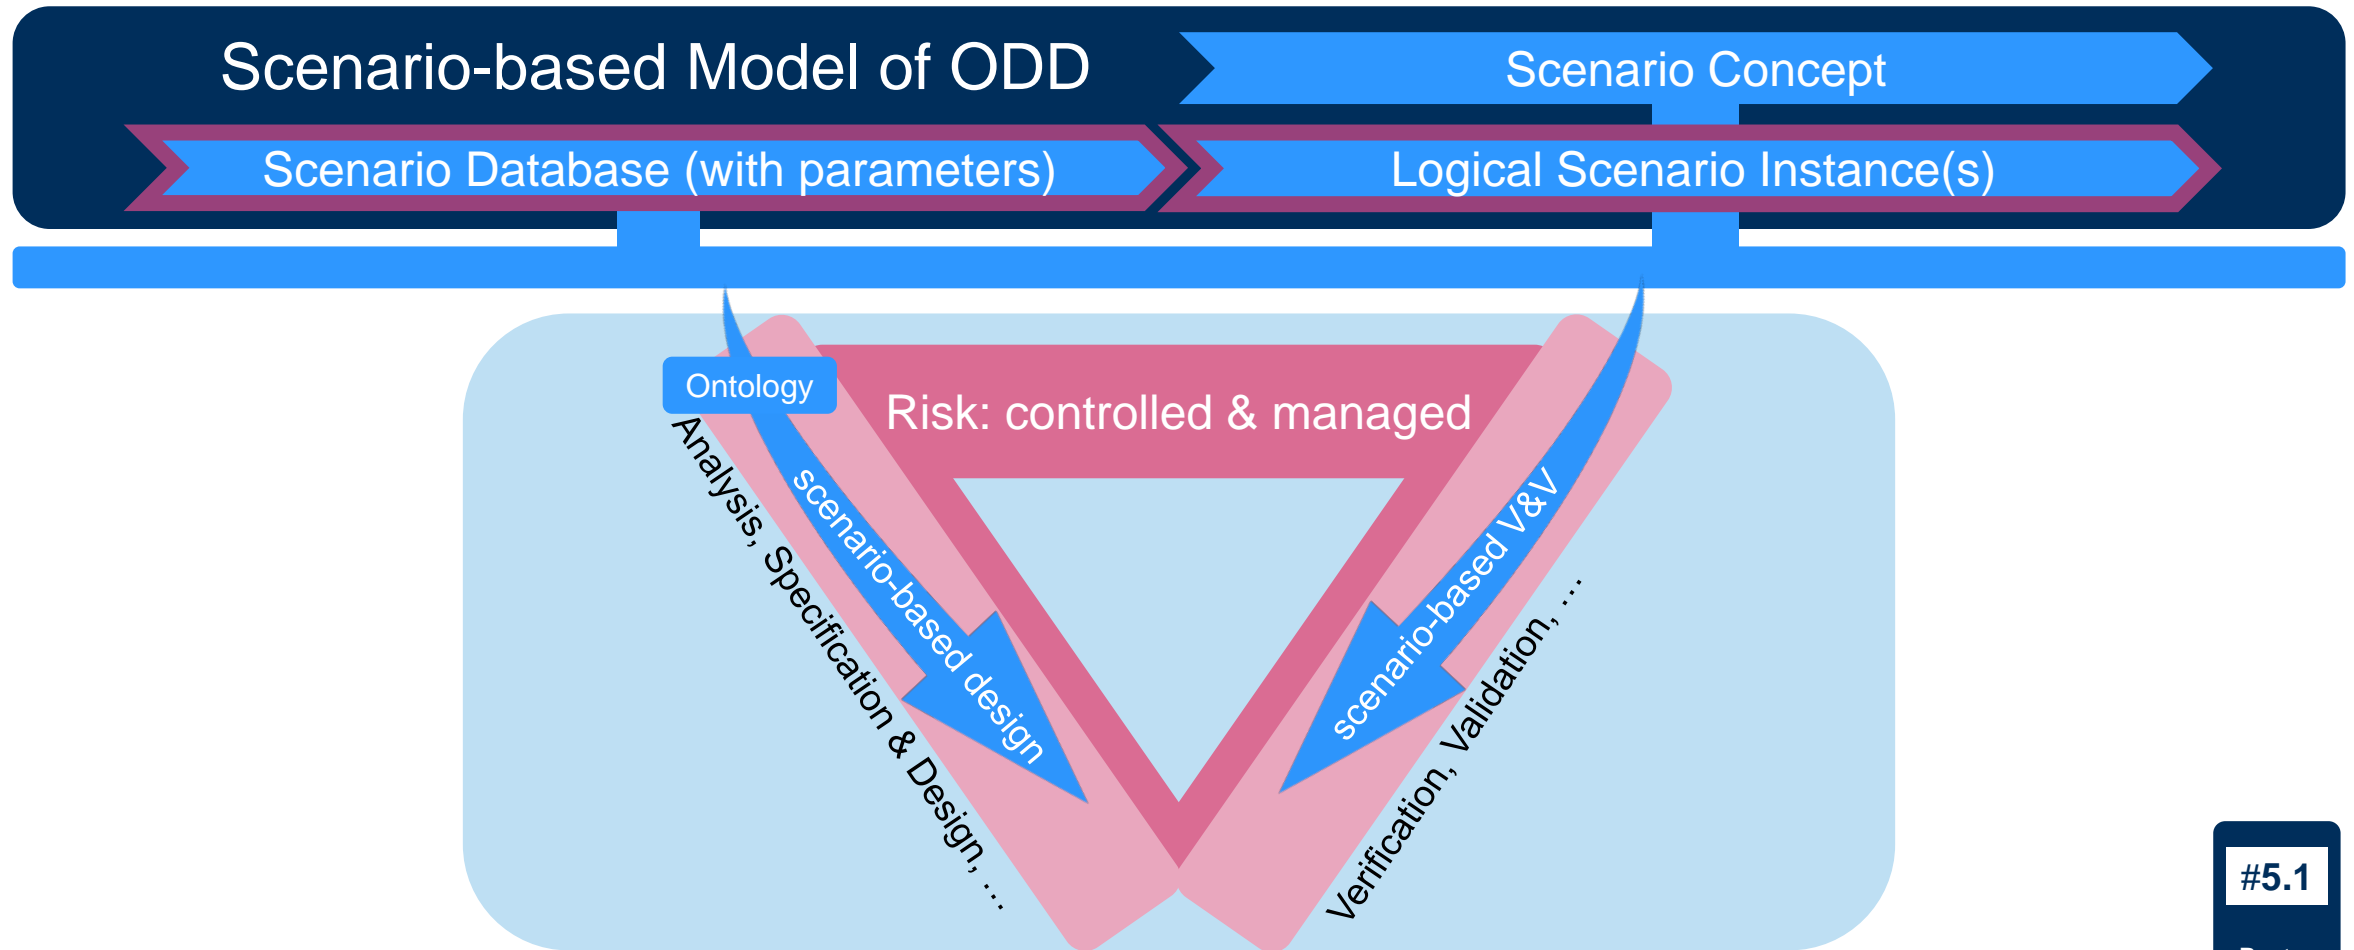 Scenario-based Model of ODD
Scenario Concept
Scenario Database (with parameters)
Logical Scenario Instance(s)
Ontology
Risk: controlled & managed
scenario-based design
scenario-based V&V
Analysis, Specification & Design, …
Verification, Validation, …
#5.1